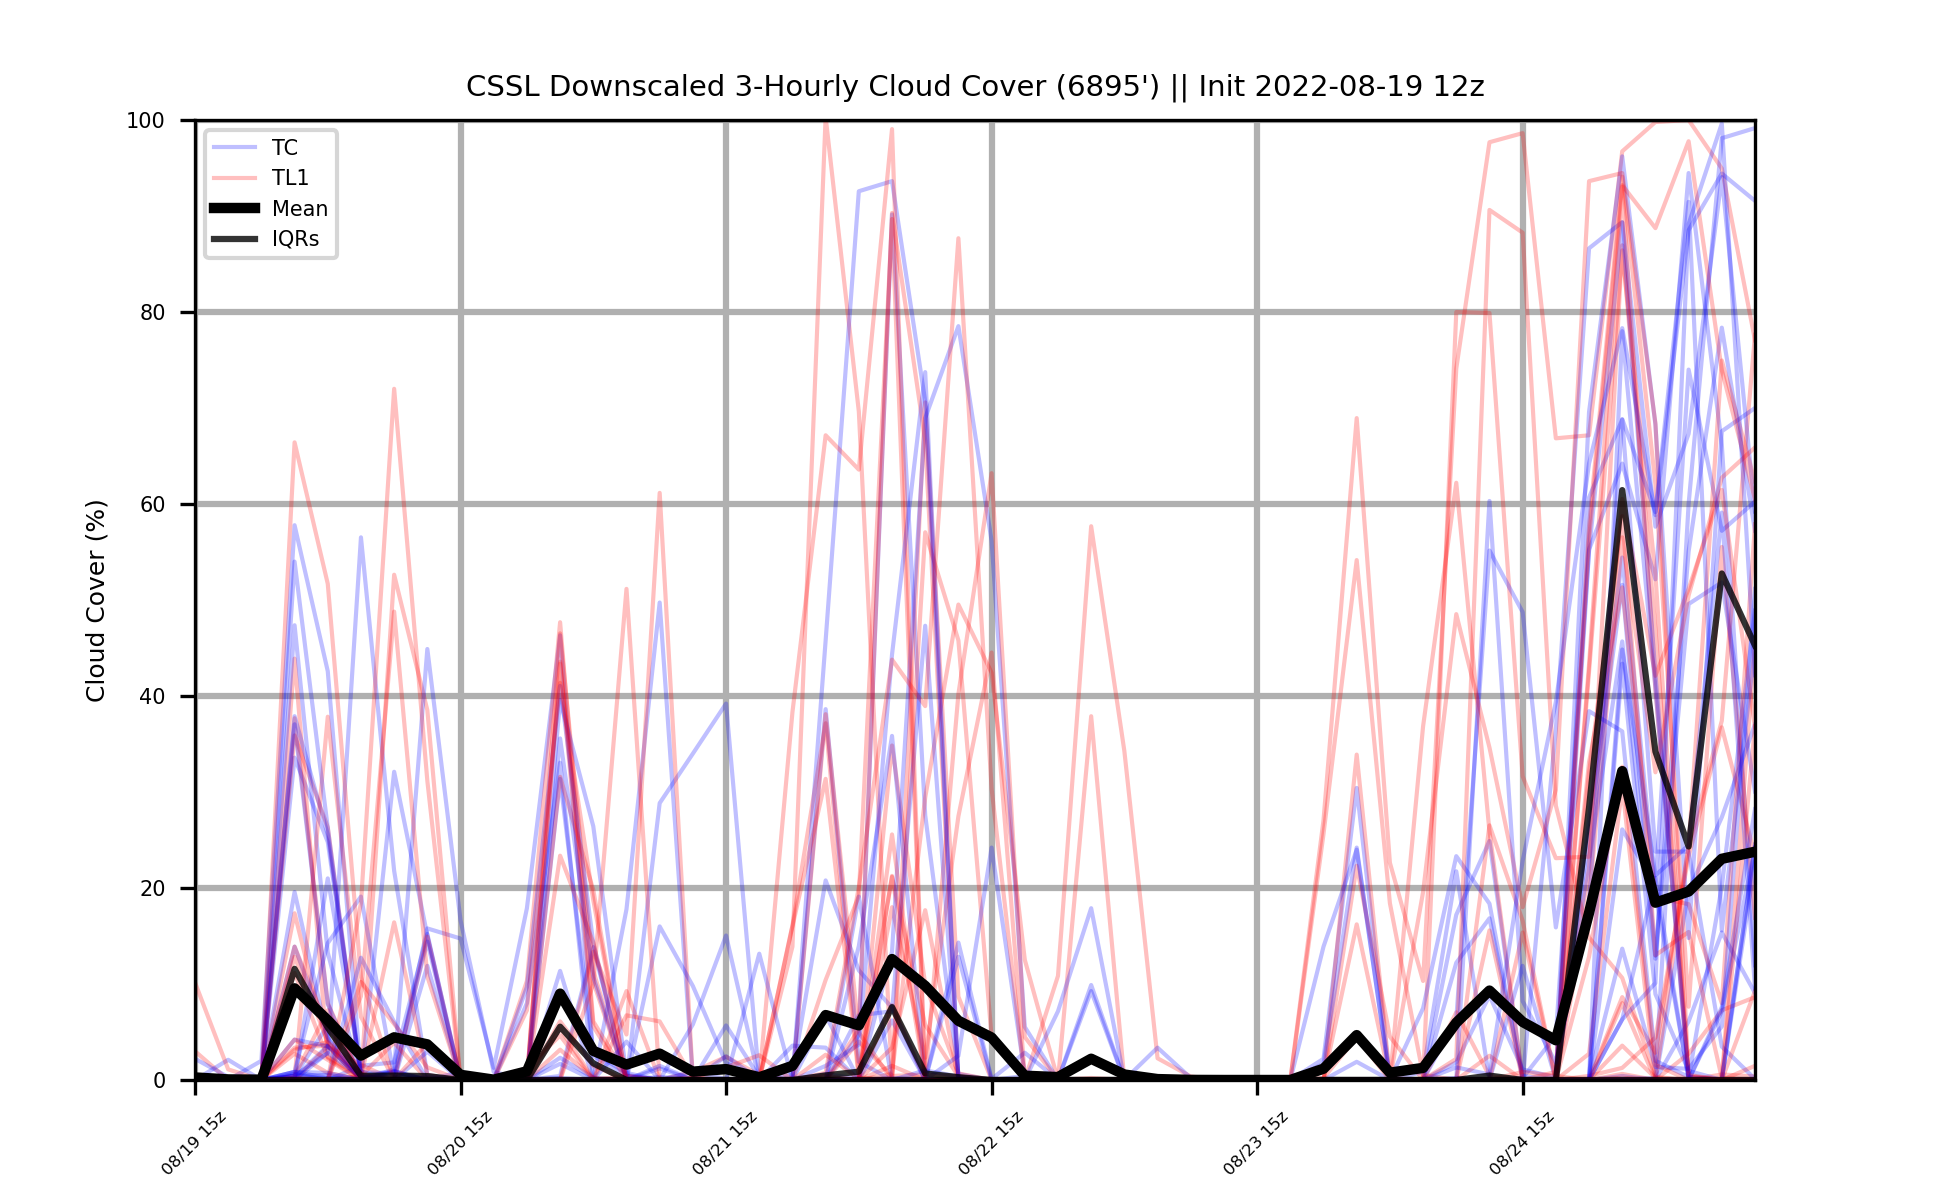 CSSL Downscaled 3-Hourly Cloud Cover (6895') || Init 2022-08-19 12z
100
80
60
40
20
0
Cloud Cover (%)
TC
TL1
Mean
IQRs
08/19 15z
08/20 15z
08/21 15z
08/22 15z
08/23 15z
08/24 15z